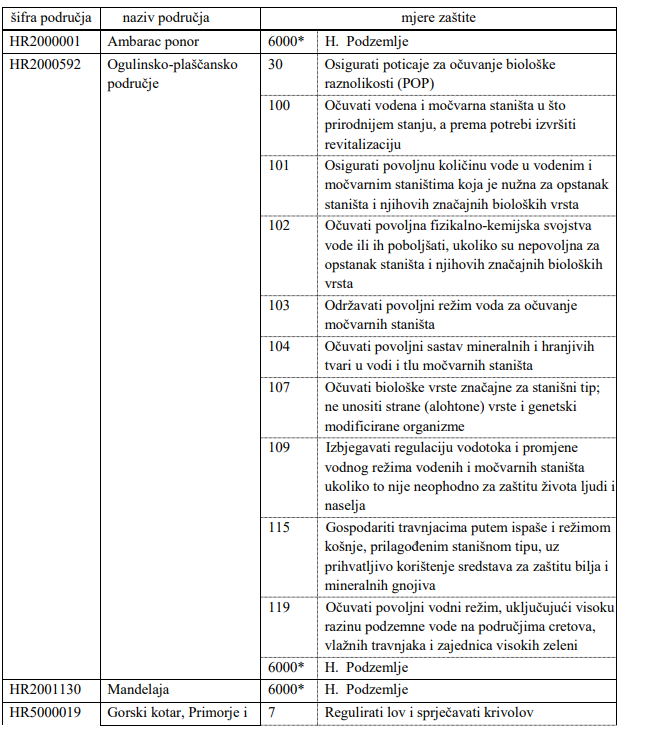 šifra područja naziv područja mjere zaštite
HR2000001 Ambarac ponor 6000* H. Podzemlje
HR2000592 Ogulinsko-plaščansko 30 Osigurati poticaje za očuvanje biološke
područje raznolikosti (POP)
100 Očuvati vodena i močvarna staništa u što
prirodnijem stanju, a prema potrebi izvršiti
revitalizaciju
101 Osigurati povoljnu količinu vode u vodenim i
močvarnim staništima koja je nužna za opstanak
staništa i njihovih značajnih bioloških vrsta
102 Očuvati povoljna fizikalno-kemijska svojstva
vode ili ih poboljšati, ukoliko su nepovoljna za
opstanak staništa i njihovih značajnih bioloških
vrsta
103 Održavati povoljni režim voda za očuvanje
močvarnih staništa
104 Očuvati povoljni sastav mineralnih i hranjivih
tvari u vodi i tlu močvarnih staništa
107 Očuvati biološke vrste značajne za stanišni tip;
ne unositi strane (alohtone) vrste i genetski
modificirane organizme
109 Izbjegavati regulaciju vodotoka i promjene
vodnog režima vodenih i močvarnih staništa
ukoliko to nije neophodno za zaštitu života ljudi i
naselja
115 Gospodariti travnjacima putem ispaše i režimom
košnje, prilagođenim stanišnom tipu, uz
prihvatljivo korištenje sredstava za zaštitu bilja i
mineralnih gnojiva
119 Očuvati povoljni vodni režim, uključujući visoku
razinu podzemne vode na područjima cretova,
vlažnih travnjaka i zajednica visokih zeleni
6000* H. Podzemlje
HR2001130 Mandelaja 6000* H. Podzemlje
HR5000019 Gorski kotar, Primorje i 7 Regulirati lov i sprječavati krivolov